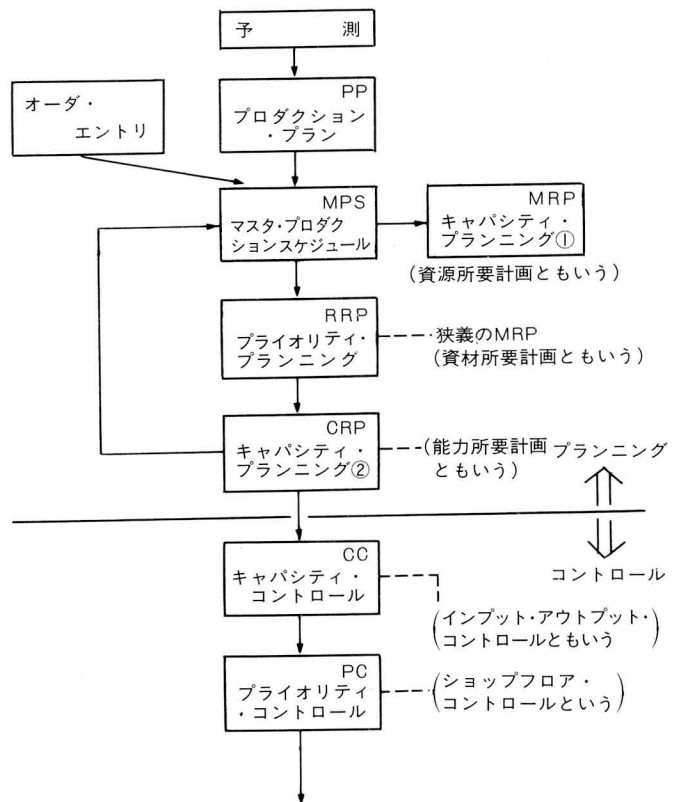 予　　測
PP
プロダクション
・プラン
オーダ・
エントリ
MPS
マスタ・プロダク
ションスケジュール
MRP
キャパシティ・
プランニング①
(資源所要計画ともいう)
RRP
プライオリティ・
プランニング
狭義のMRP
(資材所要計画ともいう)
CRP
キャパシティ・
プランニング②
(能力所要計画
ともいう)
プランニング
コントロール
CC
キャパシティ・
コントロール
(インプット・アウトプット・
コントロールともいう)
PC
プライオリティ
・コントロール
(ショップフロア・
コントロールという)